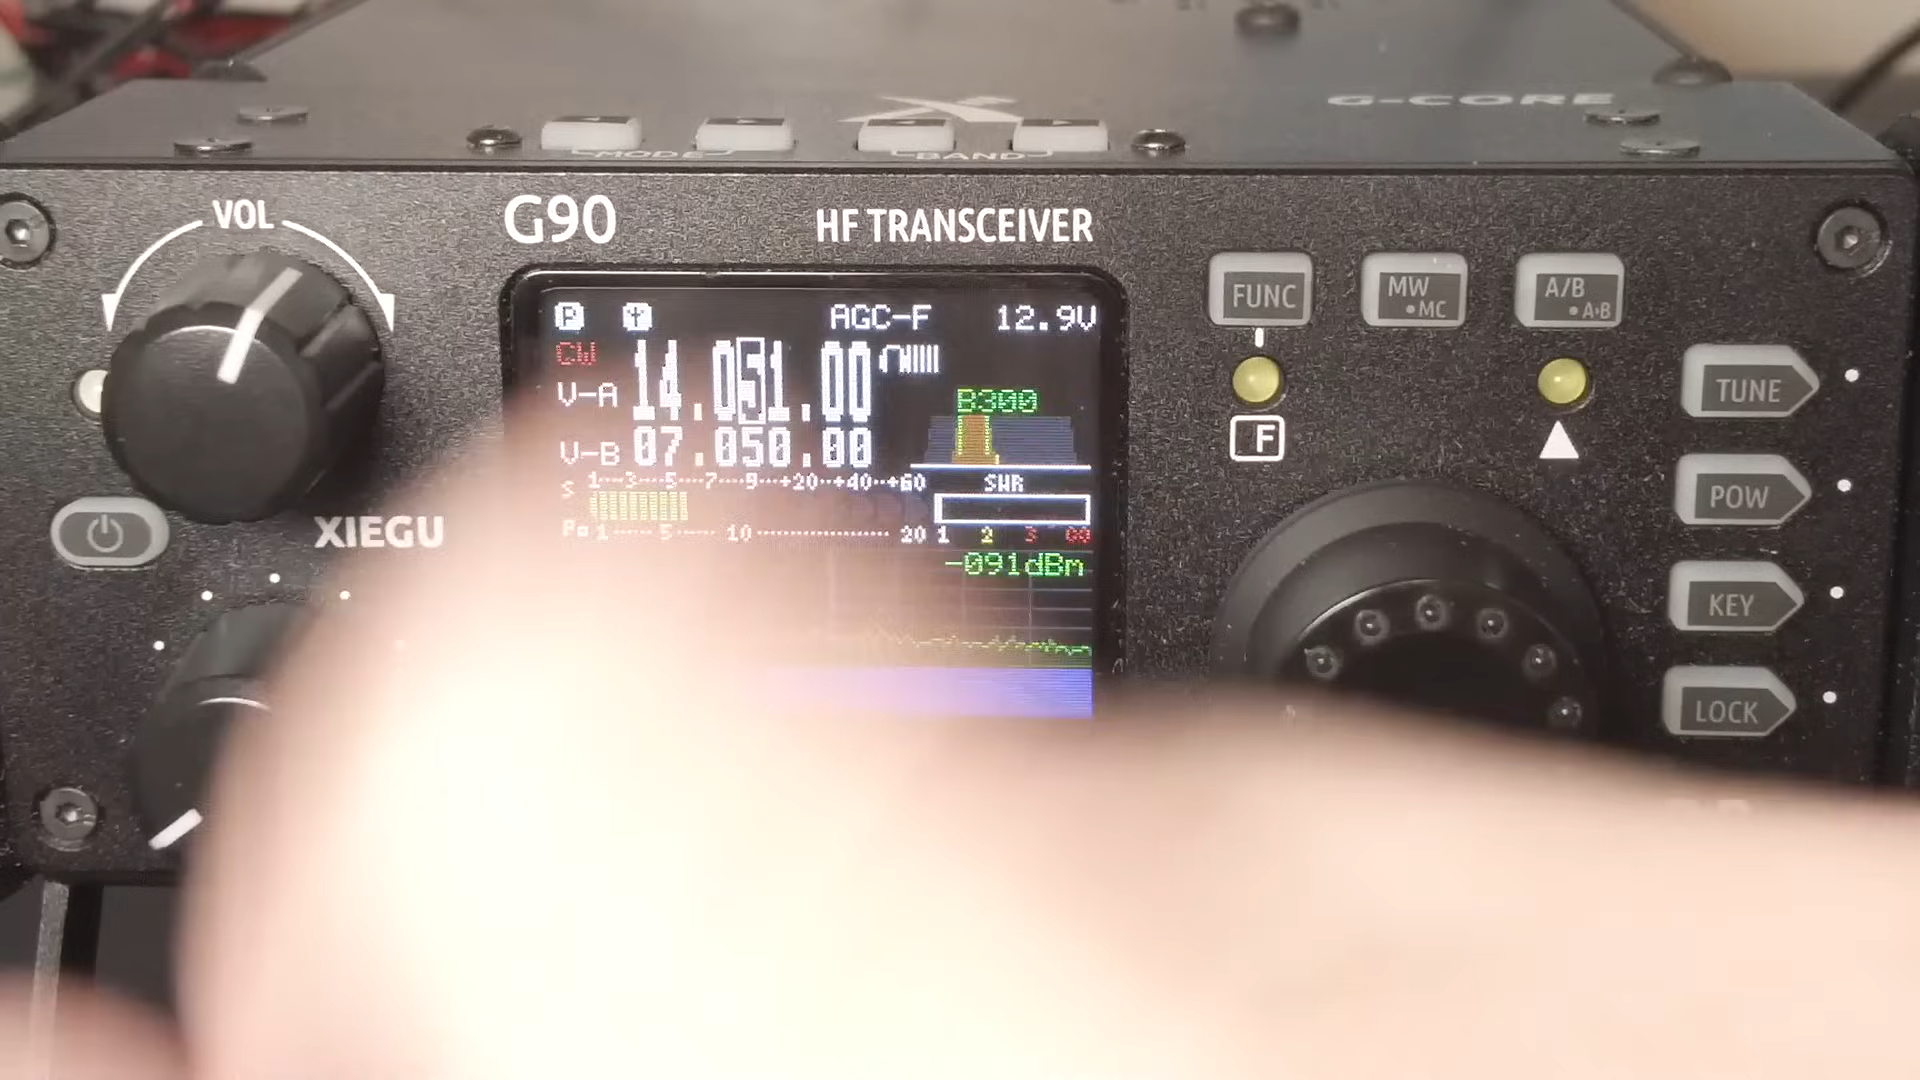 G-CORE
MODE BAND
VOL
G90 HF TRANSCEIVER
FUNC MW •MC A/B •A›B
P AGC-F 12.9V
CW
V-A 14.051.00
B300
V-B 07.050.00
S 1 3 5 7 9 +20 +40 +60 SWR
Po 1 5 10 20 1 2 3
-091dBm
F
TUNE
POW
KEY
LOCK
XIEGU